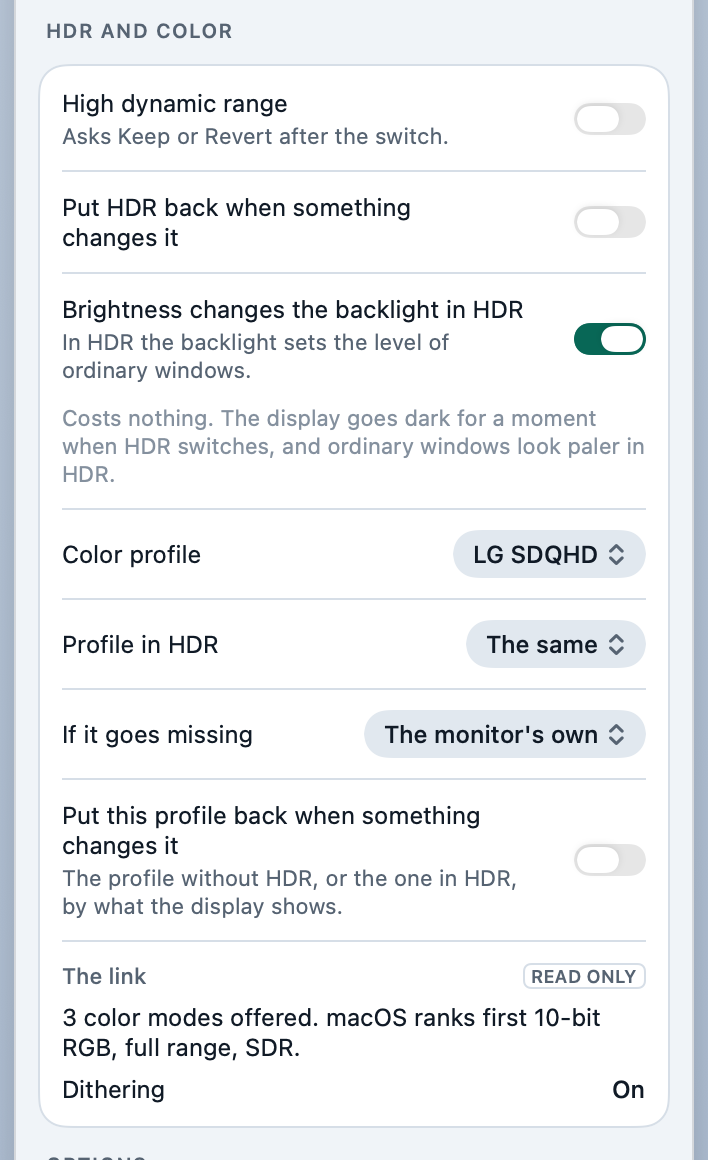 HDR AND COLOR
High dynamic range
Asks Keep or Revert after the switch.
Put HDR back when something
changes it
Brightness changes the backlight in HDR
In HDR the backlight sets the level of
ordinary windows.
Costs nothing. The display goes dark for a moment
when HDR switches, and ordinary windows look paler in
HDR.
Color profile
LG SDQHD
Profile in HDR
The same
If it goes missing
The monitor's own
Put this profile back when something
changes it
The profile without HDR, or the one in HDR,
by what the display shows.
The link
READ ONLY
3 color modes offered. macOS ranks first 10-bit
RGB, full range, SDR.
Dithering
On